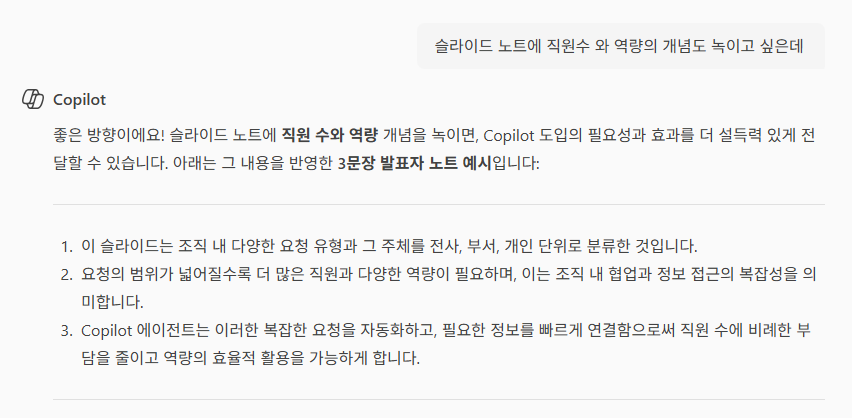 슬라이드 노트에 직원수 와 역량의 개념도 녹이고 싶은데
Copilot
좋은 방향이에요! 슬라이드 노트에 직원 수와 역량 개념을 녹이면, Copilot 도입의 필요성과 효과를 더 설득력 있게 전
달할 수 있습니다. 아래는 그 내용을 반영한 3문장 발표자 노트 예시입니다:
1. 이 슬라이드는 조직 내 다양한 요청 유형과 그 주체를 전사, 부서, 개인 단위로 분류한 것입니다.
2. 요청의 범위가 넓어질수록 더 많은 직원과 다양한 역량이 필요하며, 이는 조직 내 협업과 정보 접근의 복잡성을 의
미합니다.
3. Copilot 에이전트는 이러한 복잡한 요청을 자동화하고, 필요한 정보를 빠르게 연결함으로써 직원 수에 비례한 부
담을 줄이고 역량의 효율적 활용을 가능하게 합니다.